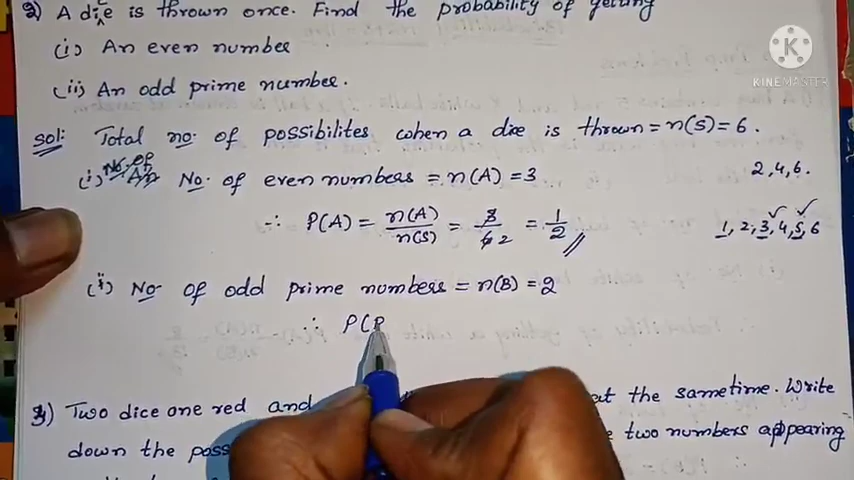 2) A die is thrown once. Find the probability of getting
(i) An even number
(ii) An odd prime number.
Sol: Total no. of possibilites when a die is thrown = n(S) = 6.
(i) No. of even numbers = n(A) = 3
2, 4, 6.
∴ P(A) = n(A)/n(S) = 3/6 2 = 1/2
1, 2, 3, 4, 5, 6
(ii) No. of odd prime numbers = n(B) = 2
∴ P(B
3) Two dice one red and at the sametime. Write
down the two numbers appearing
KINEMASTER